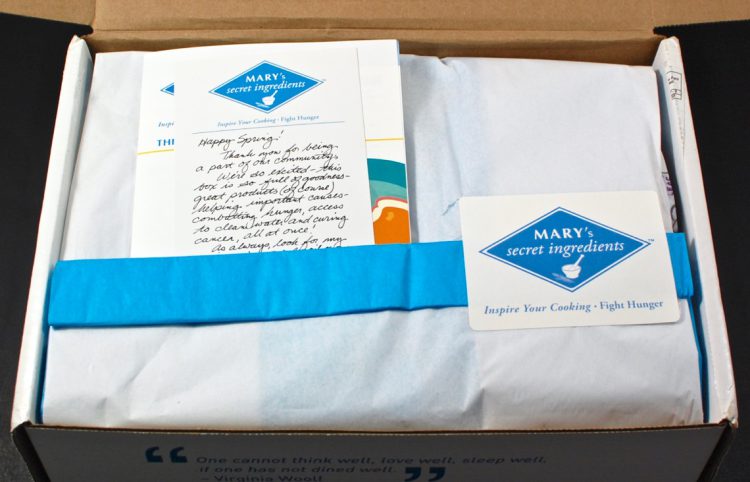 MARY's
secret ingredients
Inspire Your Cooking • Fight Hunger
Happy Spring!
Thank you for being
a part of our community.
We're so excited - this
box is so full of goodness-
great products (of course)
helping important causes-
combatting hunger, access
to clean water, and curing
cancer, all at once!
As always, look for my
THE
MARY's
secret ingredients™
Inspire Your Cooking • Fight Hunger
“One cannot think well, love well, sleep well,
if one has not dined well.”
- Virginia Woolf